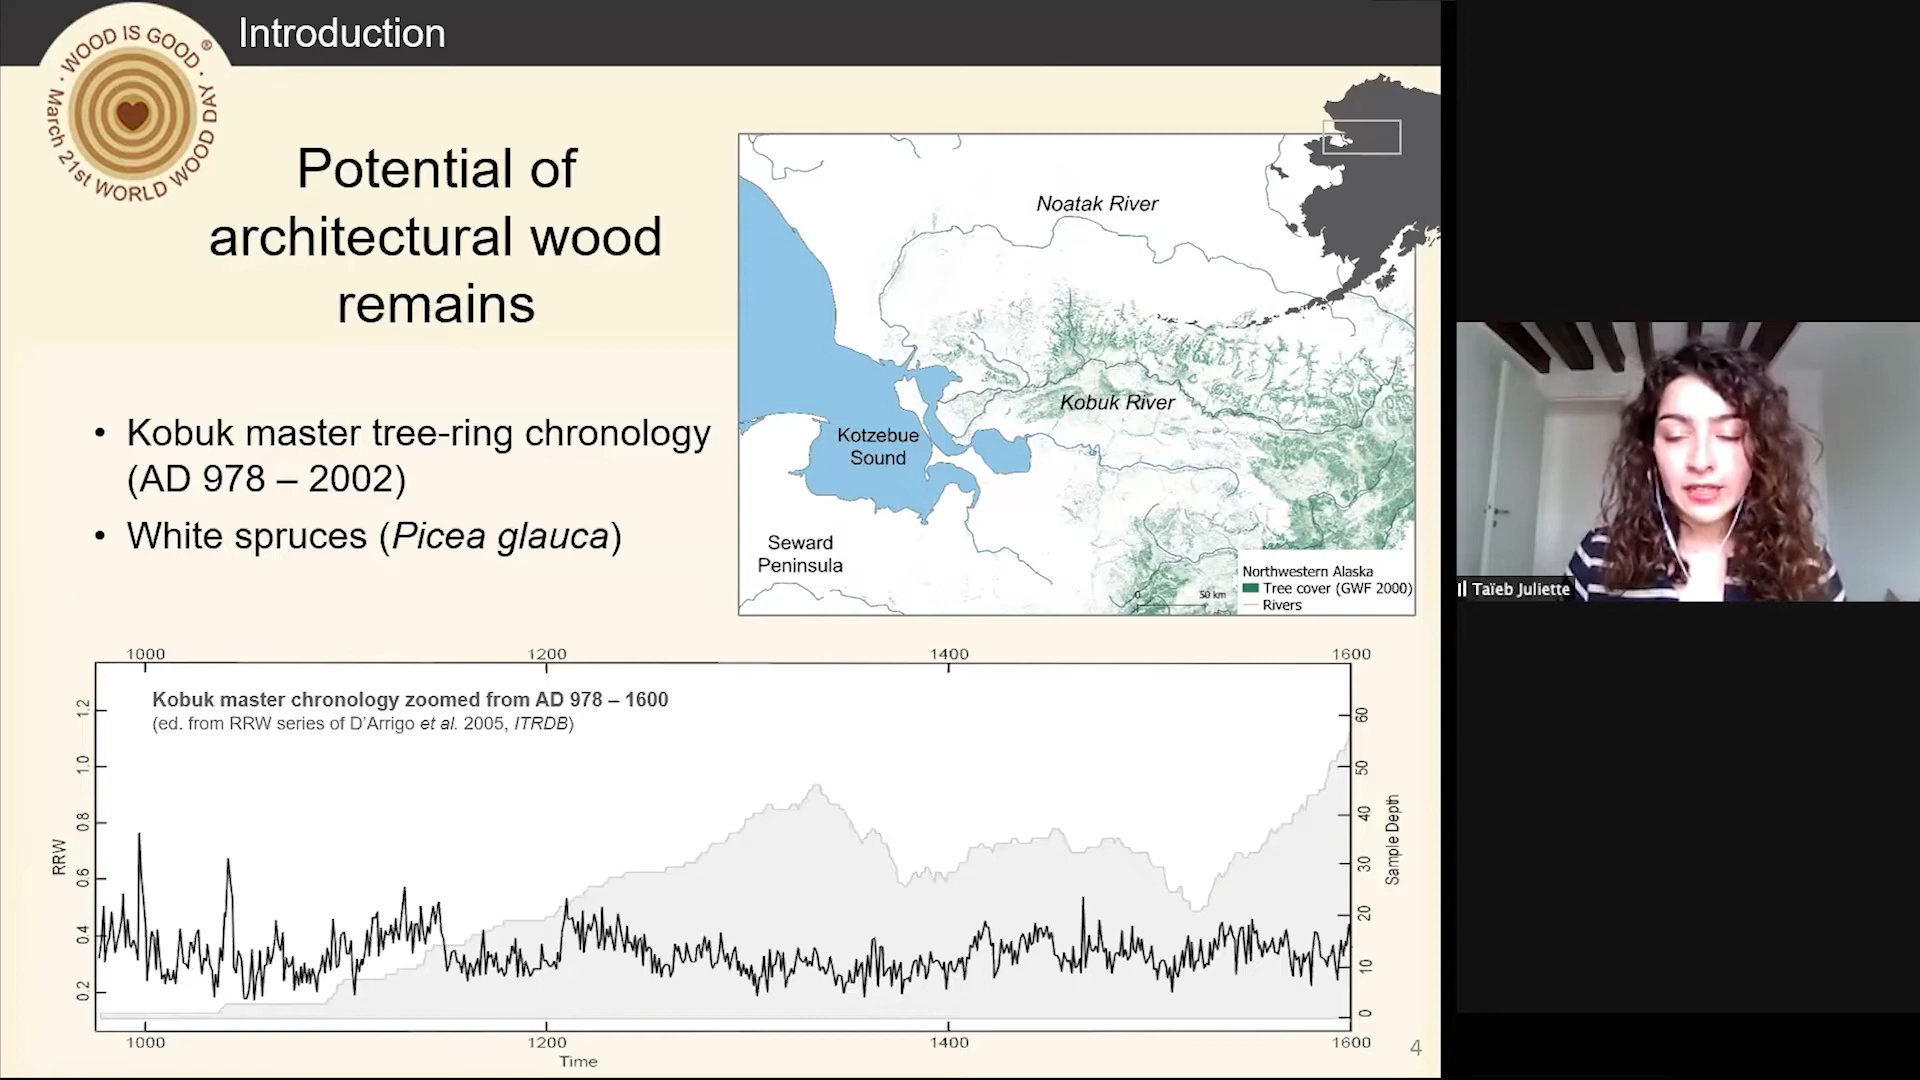 Introduction
· WOOD IS GOOD ·
®
March 21st WORLD WOOD DAY
Potential of
architectural wood
remains
• Kobuk master tree-ring chronology
(AD 978 – 2002)
• White spruces (Picea glauca)
Noatak River
Kobuk River
Kotzebue
Sound
Seward
Peninsula
0 50 km
Northwestern Alaska
Tree cover (GWF 2000)
Rivers
Taïeb Juliette
1000 1200 1400 1600
Kobuk master chronology zoomed from AD 978 – 1600
(ed. from RRW series of D'Arrigo et al. 2005, ITRDB)
RRW
1.2
1.0
0.8
0.6
0.4
0.2
Sample Depth
60
50
40
30
20
10
0
1000 1200 1400 1600
Time
4